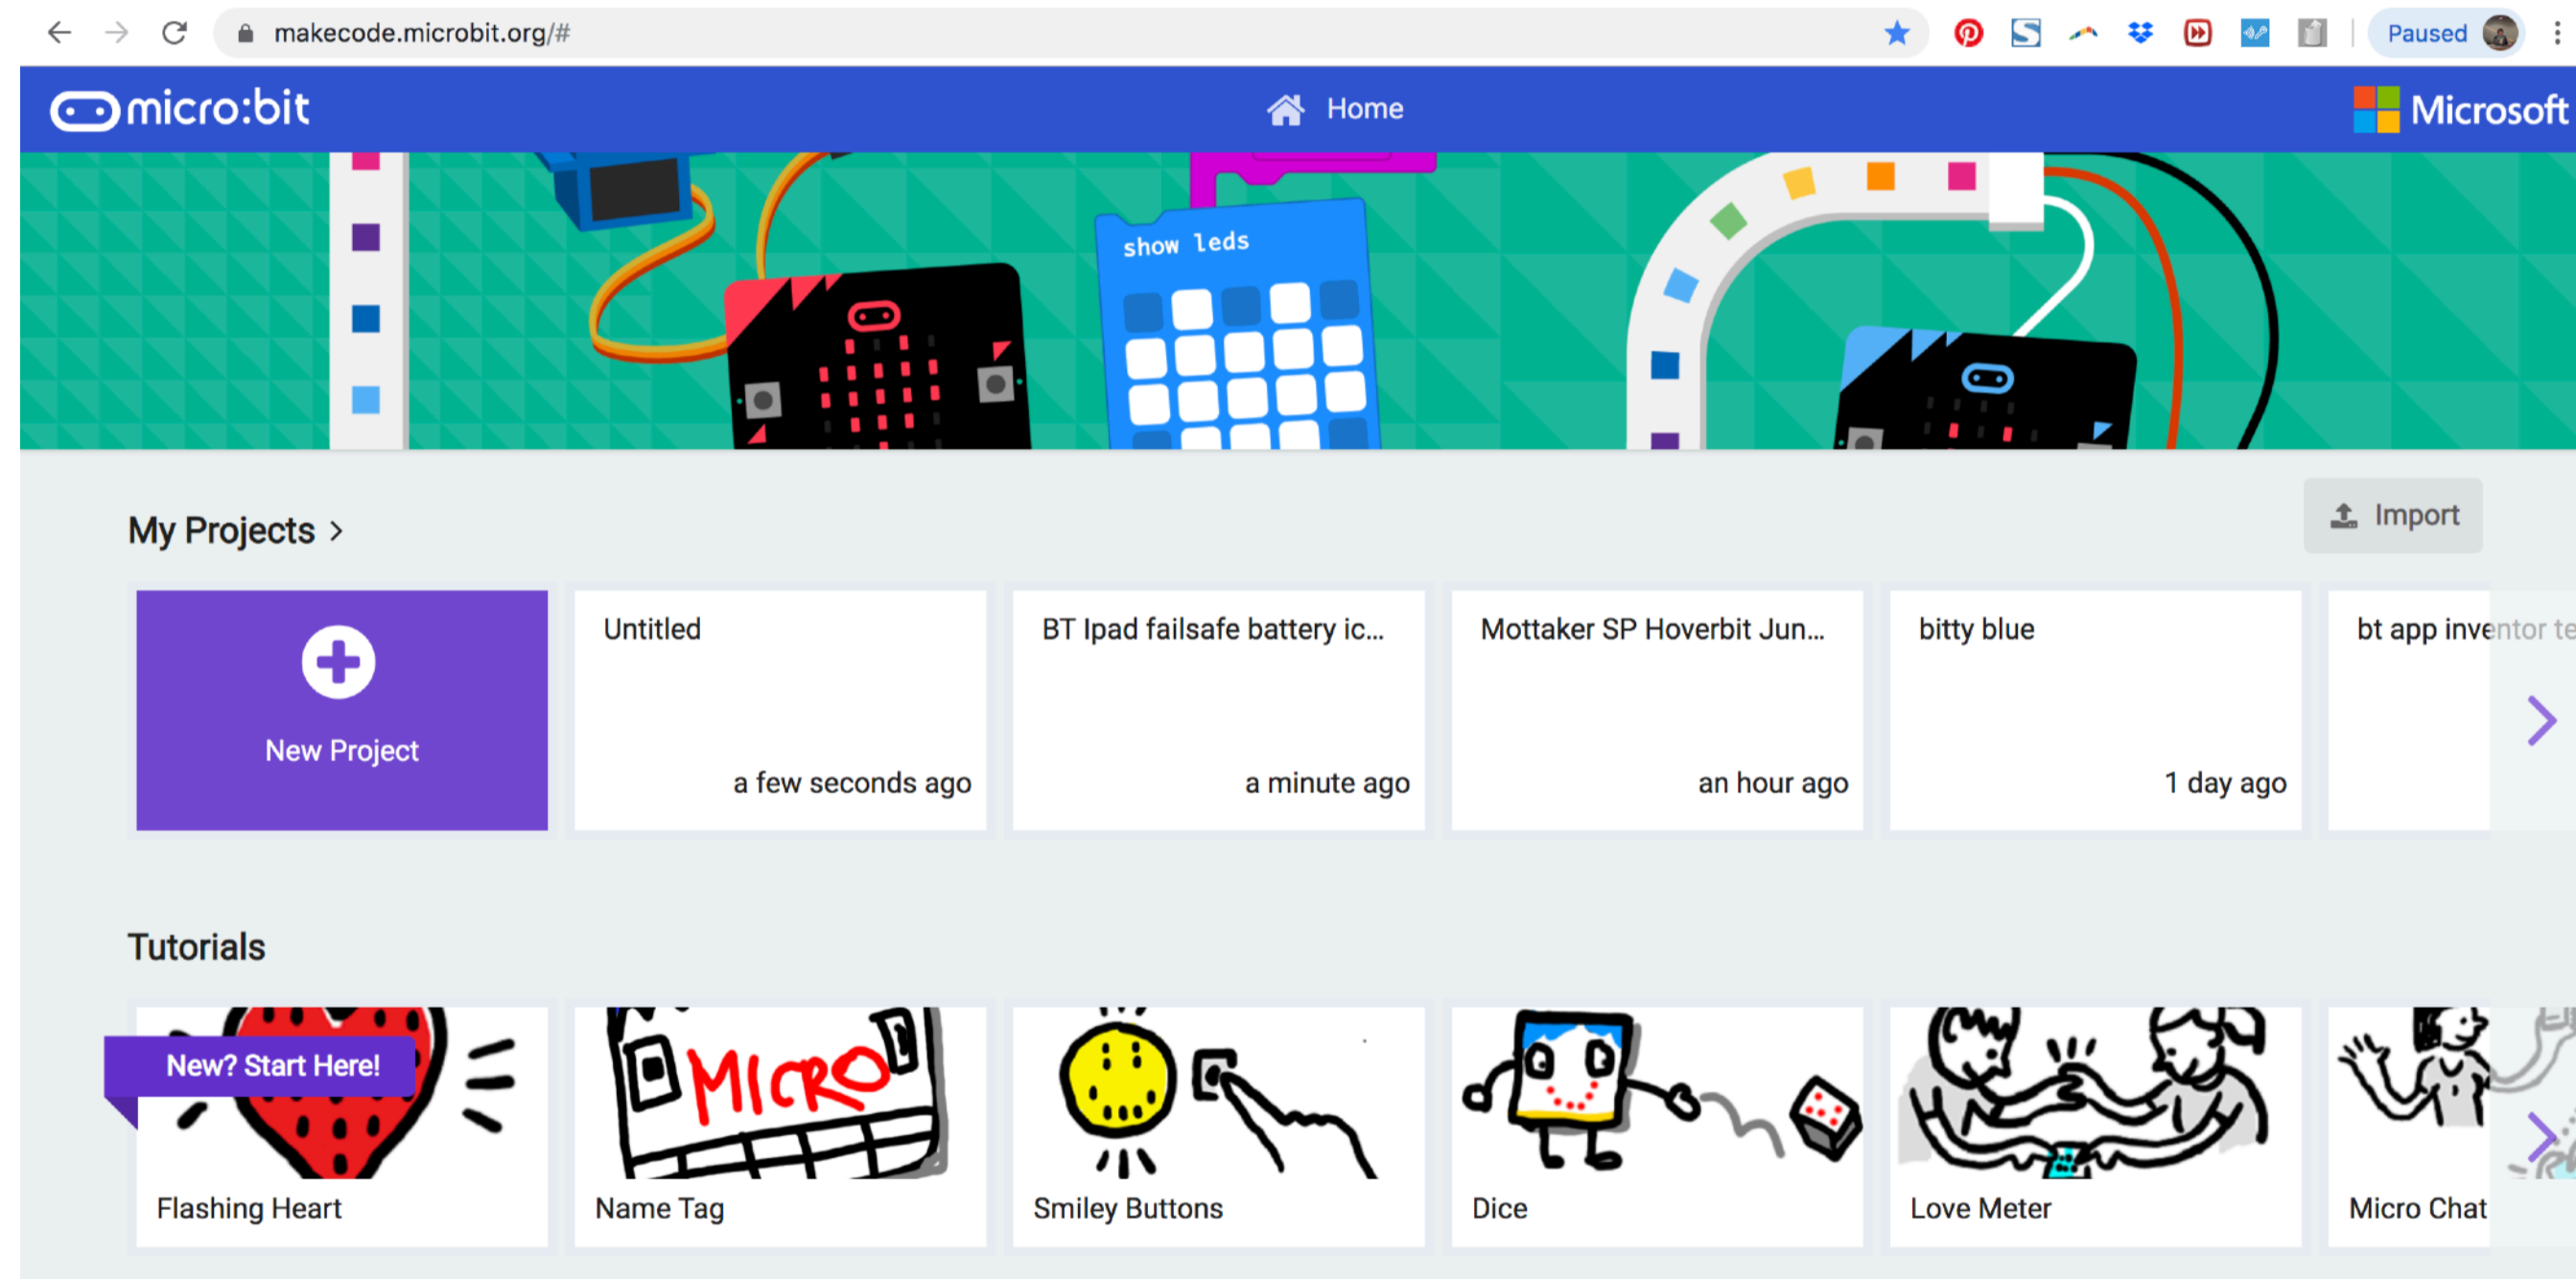 makecode.microbit.org/#
Paused
micro:bit
Home
Microsoft
show leds
My Projects >
Import
New Project
Untitled
a few seconds ago
BT Ipad failsafe battery ic...
a minute ago
Mottaker SP Hoverbit Jun...
an hour ago
bitty blue
1 day ago
bt app inventor te
Tutorials
New? Start Here!
MICRO
Flashing Heart
Name Tag
Smiley Buttons
Dice
Love Meter
Micro Chat